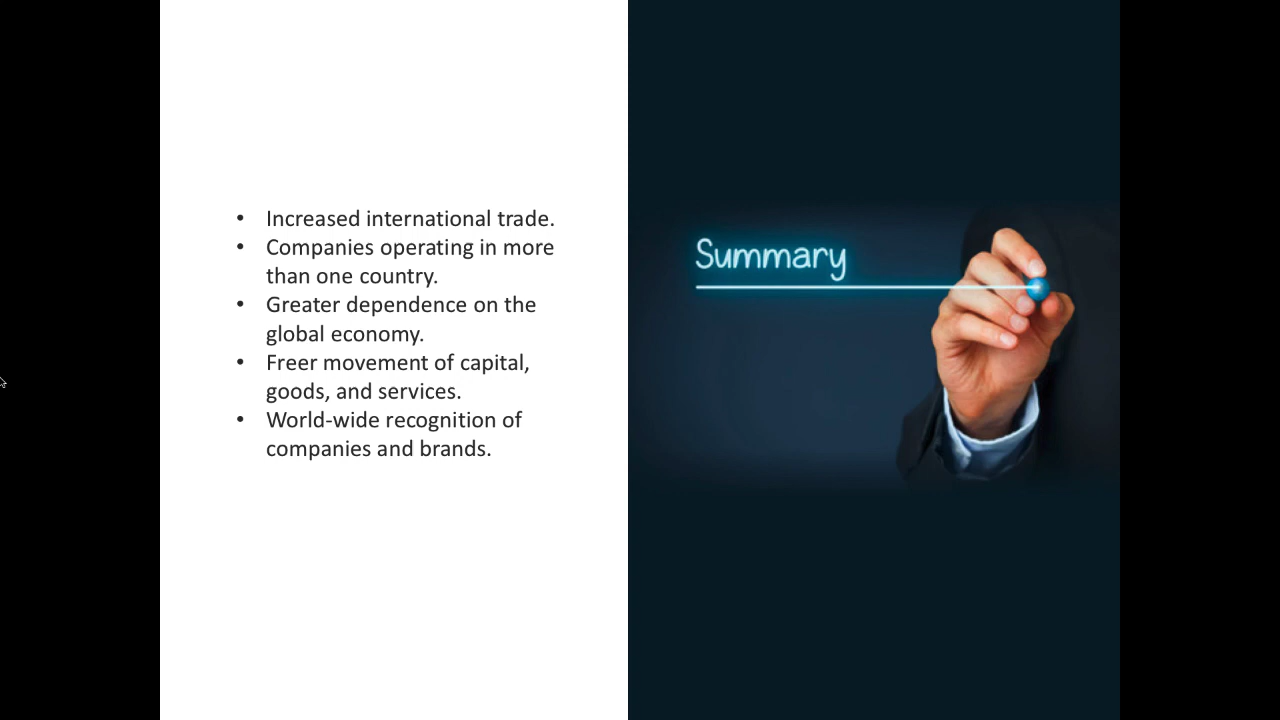 • Increased international trade.
• Companies operating in more
than one country.
• Greater dependence on the
global economy.
• Freer movement of capital,
goods, and services.
• World-wide recognition of
companies and brands.
Summary